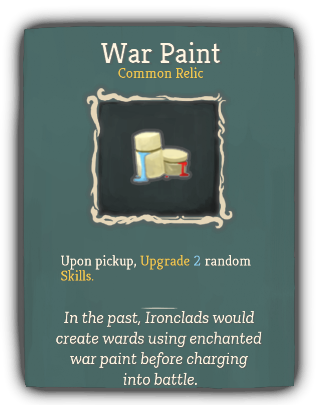 War Paint
Common Relic
Upon pickup, Upgrade 2 random
Skills.
In the past, Ironclads would
create wards using enchanted
war paint before charging
into battle.